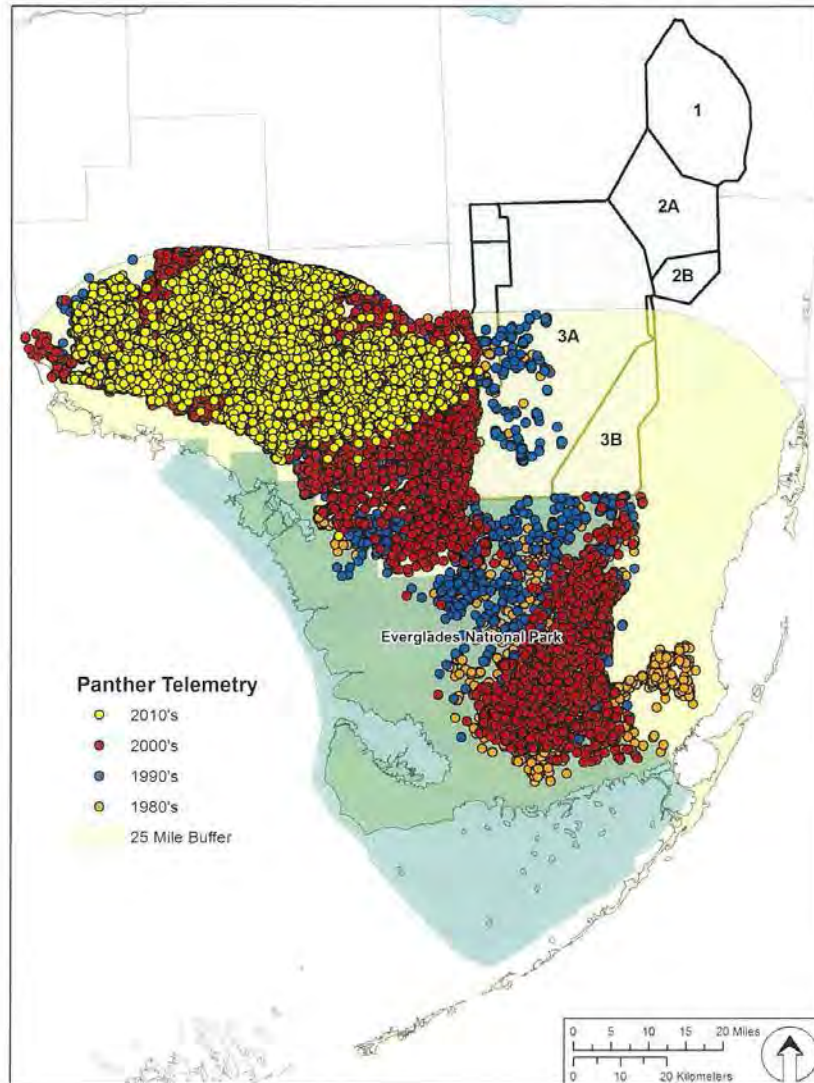 1
2A
2B
3A
3B
Everglades National Park
Panther Telemetry
2010's
2000's
1990's
1980's
25 Mile Buffer
0 5 10 15 20 Miles
0 10 20 Kilometers